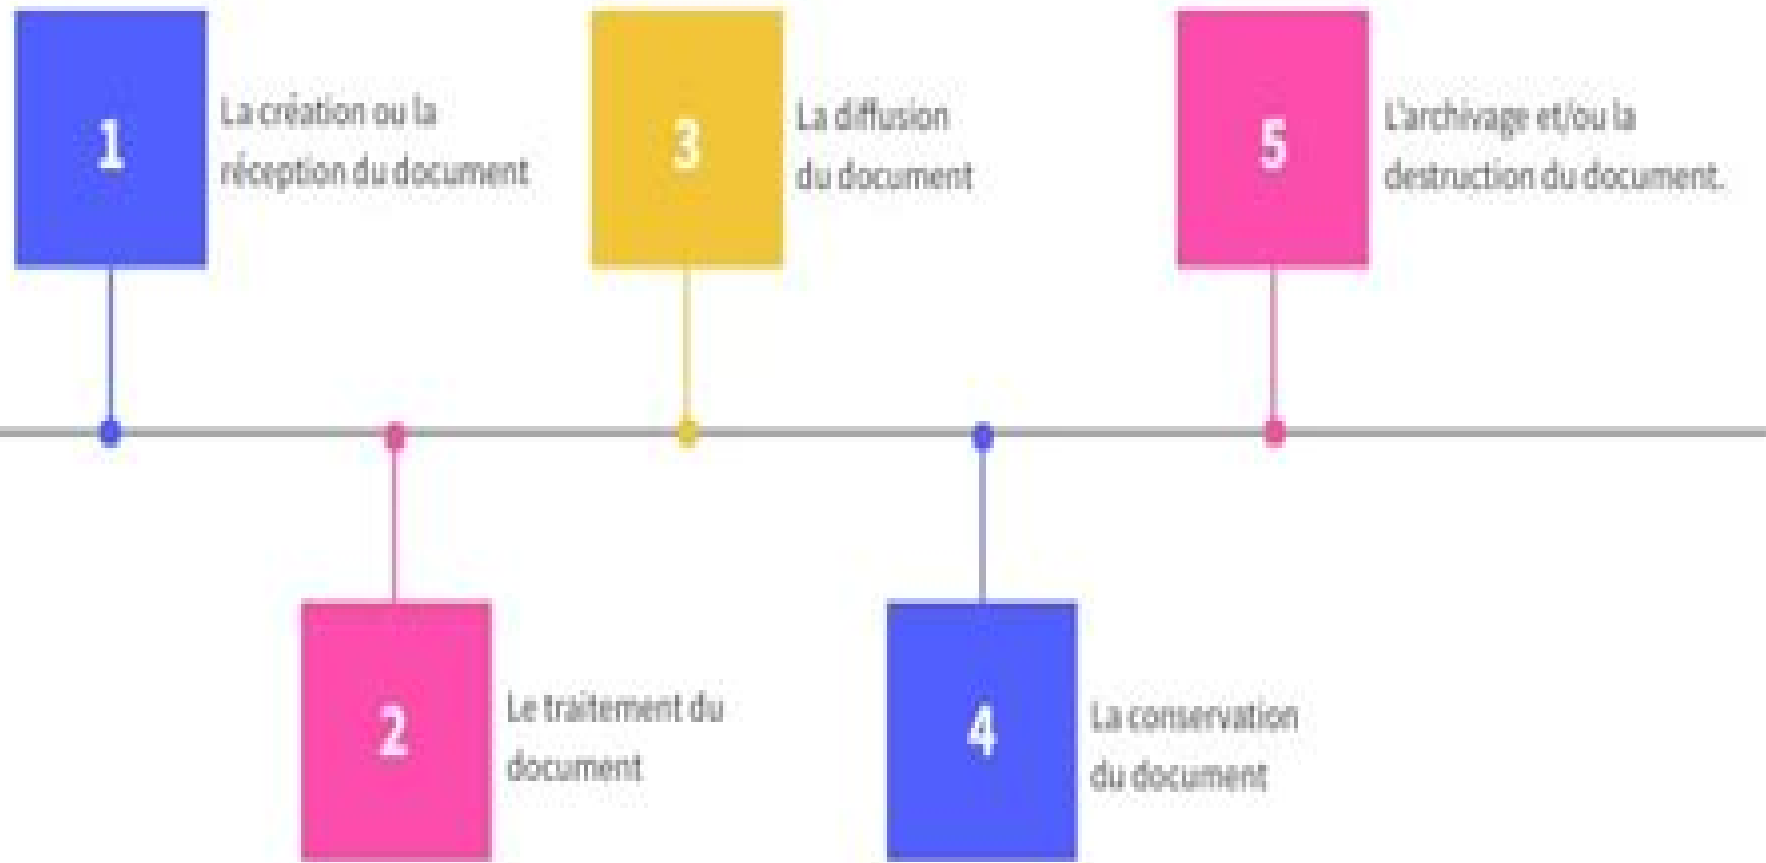 1
La création ou la
réception du document
2
Le traitement du
document
3
La diffusion
du document
4
La conservation
du document
5
L'archivage et/ou la
destruction du document.